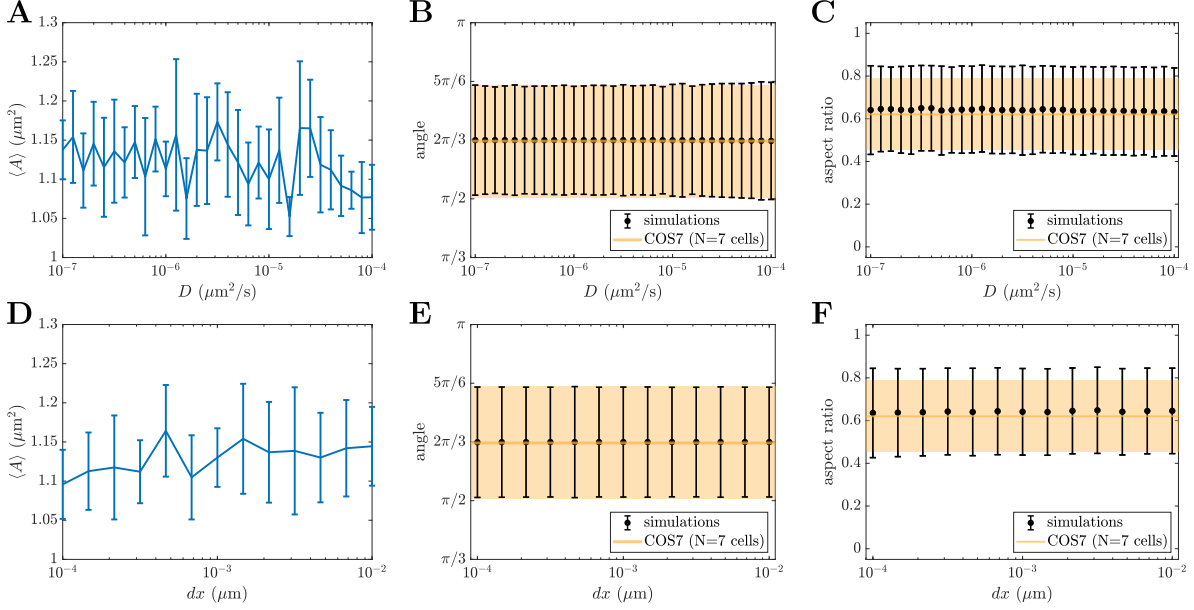 A
1.3
1.25
1.2
1.15
1.1
1.05
1
⟨A⟩ (μm²)
10⁻⁷
10⁻⁶
10⁻⁵
10⁻⁴
D (μm²/s)
B
π
5π/6
2π/3
π/2
π/3
angle
simulations
COS7 (N=7 cells)
10⁻⁷
10⁻⁶
10⁻⁵
10⁻⁴
D (μm²/s)
C
1
0.8
0.6
0.4
0.2
0
aspect ratio
simulations
COS7 (N=7 cells)
10⁻⁷
10⁻⁶
10⁻⁵
10⁻⁴
D (μm²/s)
D
1.3
1.25
1.2
1.15
1.1
1.05
1
⟨A⟩ (μm²)
10⁻⁴
10⁻³
10⁻²
dx (μm)
E
π
5π/6
2π/3
π/2
π/3
angle
simulations
COS7 (N=7 cells)
10⁻⁴
10⁻³
10⁻²
dx (μm)
F
1
0.8
0.6
0.4
0.2
0
aspect ratio
simulations
COS7 (N=7 cells)
10⁻⁴
10⁻³
10⁻²
dx (μm)